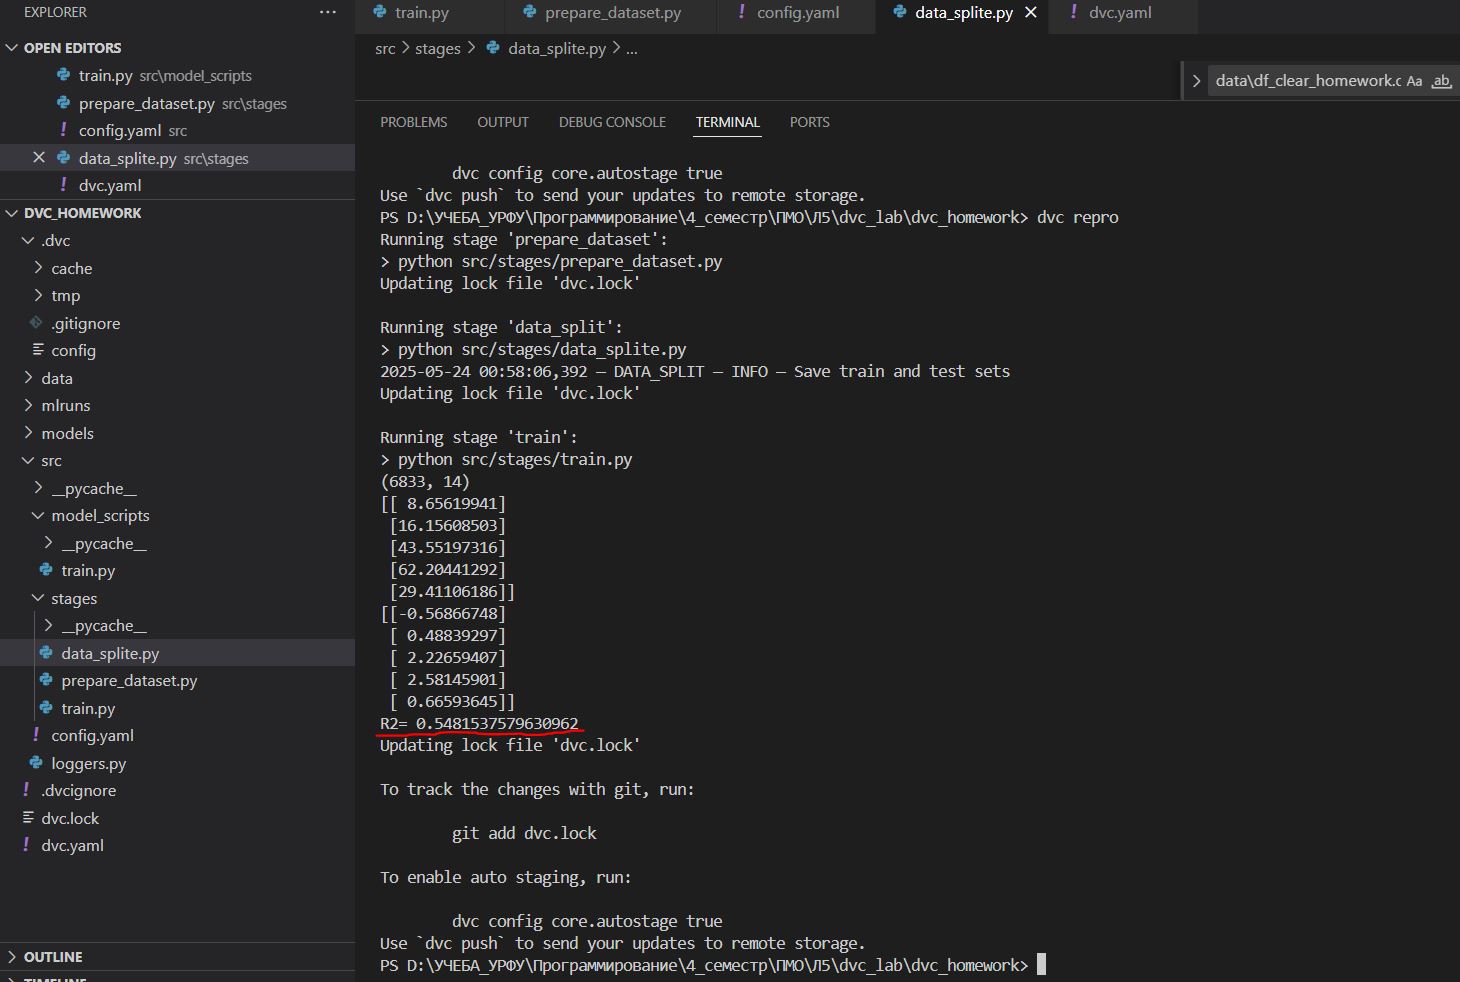 EXPLORER
···
train.py
prepare_dataset.py
! config.yaml
data_splite.py
! dvc.yaml
src > stages > data_splite.py > ...
data\df_clear_homework.c Aa ab,
OPEN EDITORS
train.py src\model_scripts
prepare_dataset.py src\stages
! config.yaml src
data_splite.py src\stages
! dvc.yaml
DVC_HOMEWORK
.dvc
cache
tmp
.gitignore
config
data
mlruns
models
src
__pycache__
model_scripts
__pycache__
train.py
stages
__pycache__
data_splite.py
prepare_dataset.py
train.py
! config.yaml
loggers.py
! .dvcignore
dvc.lock
! dvc.yaml
OUTLINE
TIMELINE
PROBLEMS OUTPUT DEBUG CONSOLE TERMINAL PORTS
dvc config core.autostage true
Use `dvc push` to send your updates to remote storage.
PS D:\УЧЕБА_УРФУ\Программирование\4_семестр\ПМО\Л5\dvc_lab\dvc_homework> dvc repro
Running stage 'prepare_dataset':
> python src/stages/prepare_dataset.py
Updating lock file 'dvc.lock'
Running stage 'data_split':
> python src/stages/data_splite.py
2025-05-24 00:58:06,392 — DATA_SPLIT — INFO — Save train and test sets
Updating lock file 'dvc.lock'
Running stage 'train':
> python src/stages/train.py
(6833, 14)
[[ 8.65619941]
[16.15608503]
[43.55197316]
[62.20441292]
[29.41106186]]
[[-0.56866748]
[ 0.48839297]
[ 2.22659407]
[ 2.58145901]
[ 0.66593645]]
R2= 0.5481537579630962
Updating lock file 'dvc.lock'
To track the changes with git, run:
git add dvc.lock
To enable auto staging, run:
dvc config core.autostage true
Use `dvc push` to send your updates to remote storage.
PS D:\УЧЕБА_УРФУ\Программирование\4_семестр\ПМО\Л5\dvc_lab\dvc_homework>